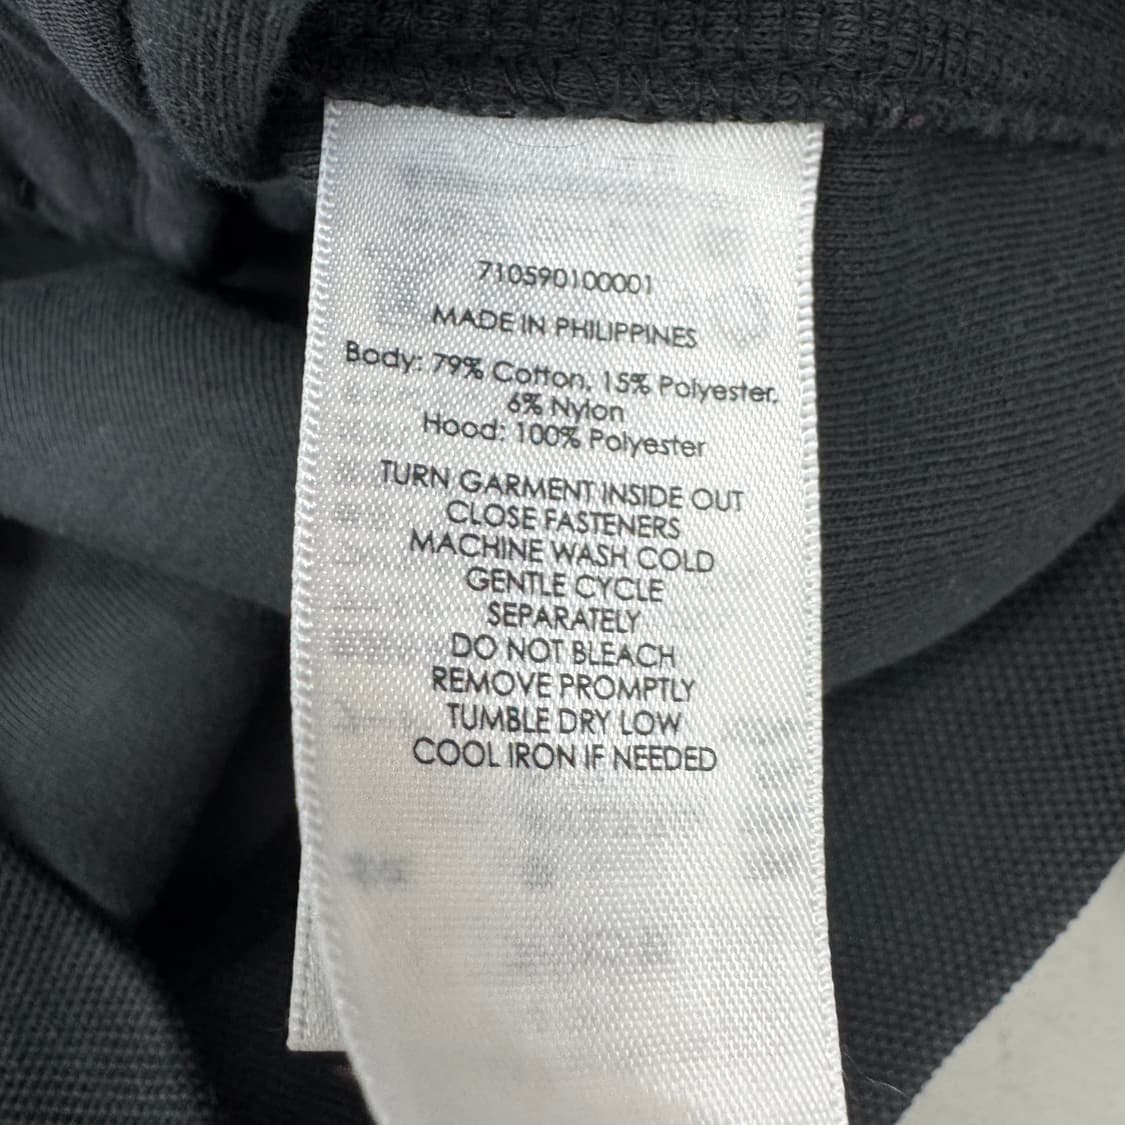 710590100001
MADE IN PHILIPPINES
Body: 79% Cotton, 15% Polyester,
6% Nylon
Hood: 100% Polyester
TURN GARMENT INSIDE OUT
CLOSE FASTENERS
MACHINE WASH COLD
GENTLE CYCLE
SEPARATELY
DO NOT BLEACH
REMOVE PROMPTLY
TUMBLE DRY LOW
COOL IRON IF NEEDED